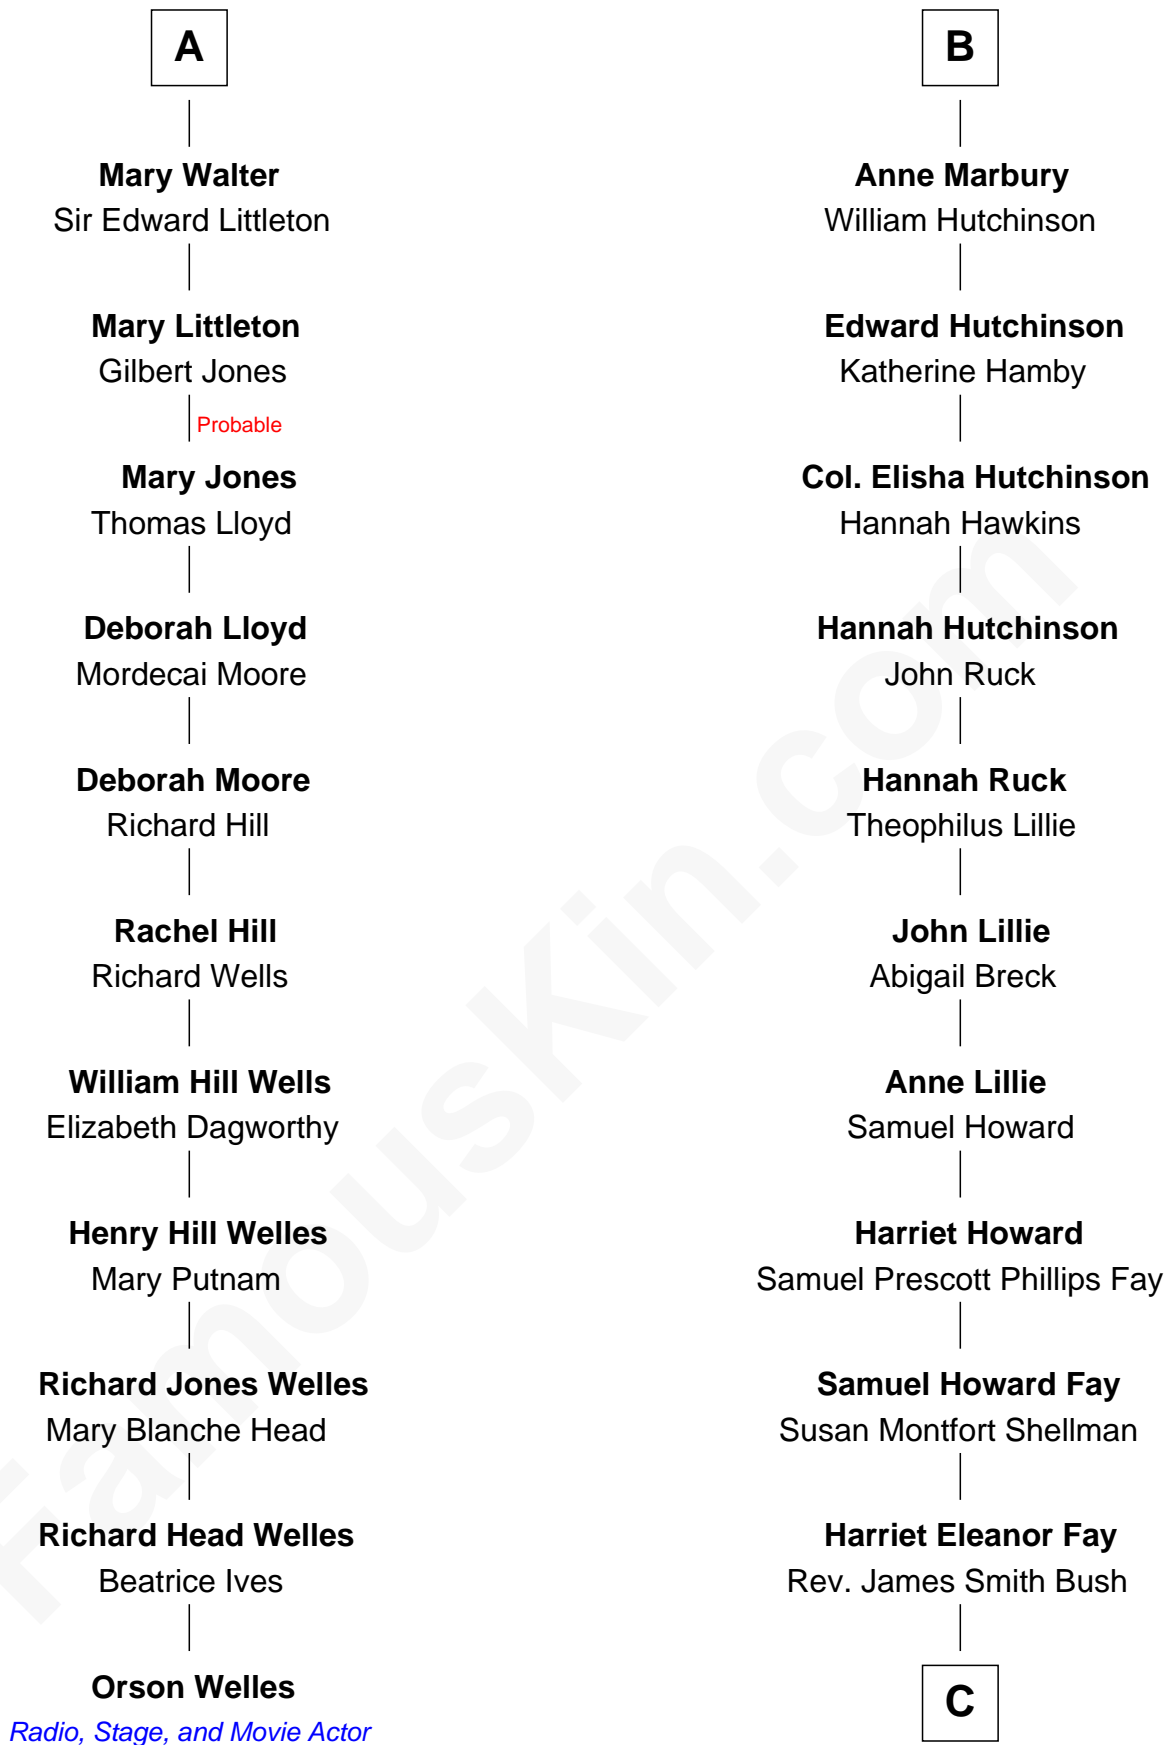 A
Mary Walter
Sir Edward Littleton
Mary Littleton
Gilbert Jones
Probable
Mary Jones
Thomas Lloyd
Deborah Lloyd
Mordecai Moore
Deborah Moore
Richard Hill
Rachel Hill
Richard Wells
William Hill Wells
Elizabeth Dagworthy
Henry Hill Welles
Mary Putnam
Richard Jones Welles
Mary Blanche Head
Richard Head Welles
Beatrice Ives
Orson Welles
Radio, Stage, and Movie Actor
B
Anne Marbury
William Hutchinson
Edward Hutchinson
Katherine Hamby
Col. Elisha Hutchinson
Hannah Hawkins
Hannah Hutchinson
John Ruck
Hannah Ruck
Theophilus Lillie
John Lillie
Abigail Breck
Anne Lillie
Samuel Howard
Harriet Howard
Samuel Prescott Phillips Fay
Samuel Howard Fay
Susan Montfort Shellman
Harriet Eleanor Fay
Rev. James Smith Bush
C
FamousKin.com